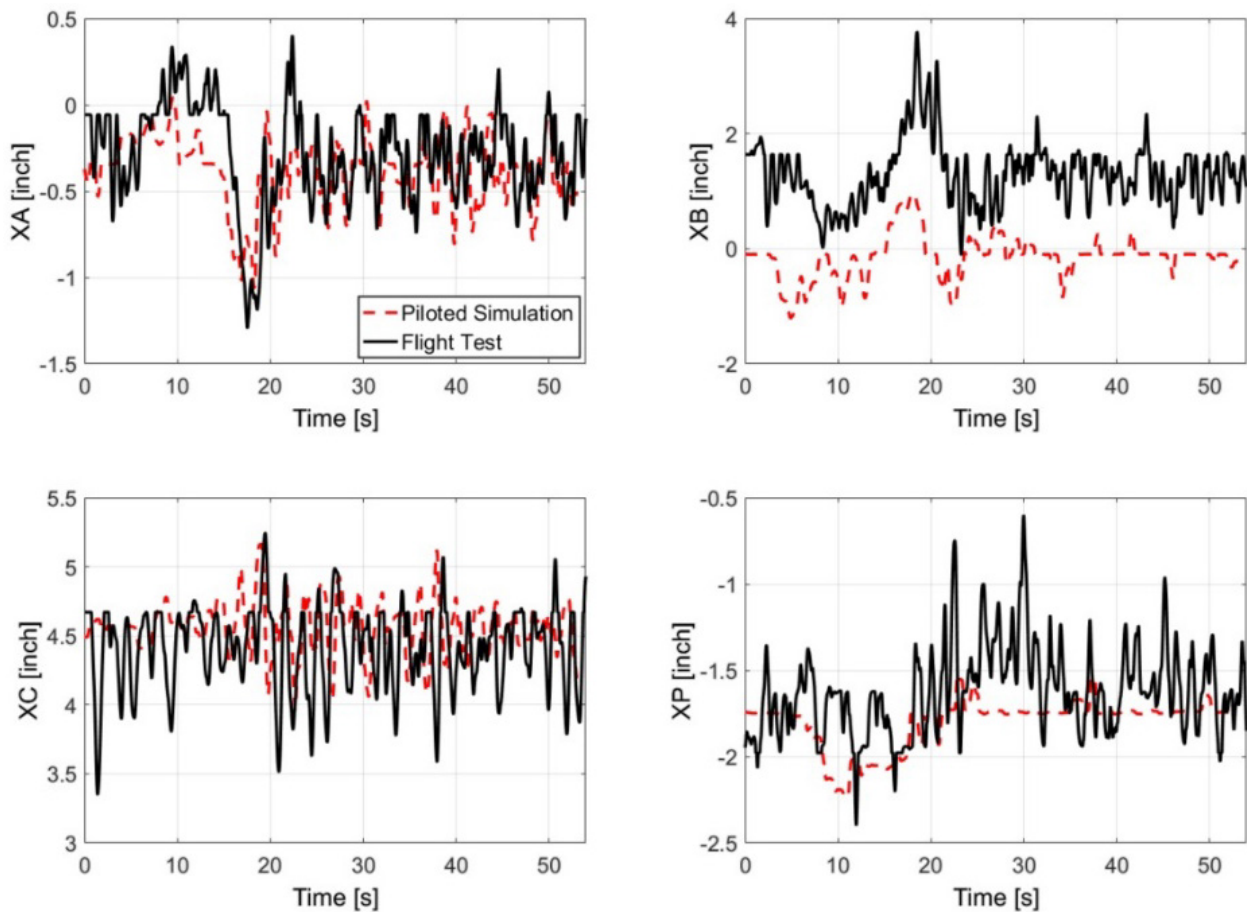 0.5
0
-0.5
-1
-1.5
XA [inch]
0 10 20 30 40 50
Time [s]
Piloted Simulation
Flight Test
4
2
0
-2
XB [inch]
0 10 20 30 40 50
Time [s]
5.5
5
4.5
4
3.5
3
XC [inch]
0 10 20 30 40 50
Time [s]
-0.5
-1
-1.5
-2
-2.5
XP [inch]
0 10 20 30 40 50
Time [s]